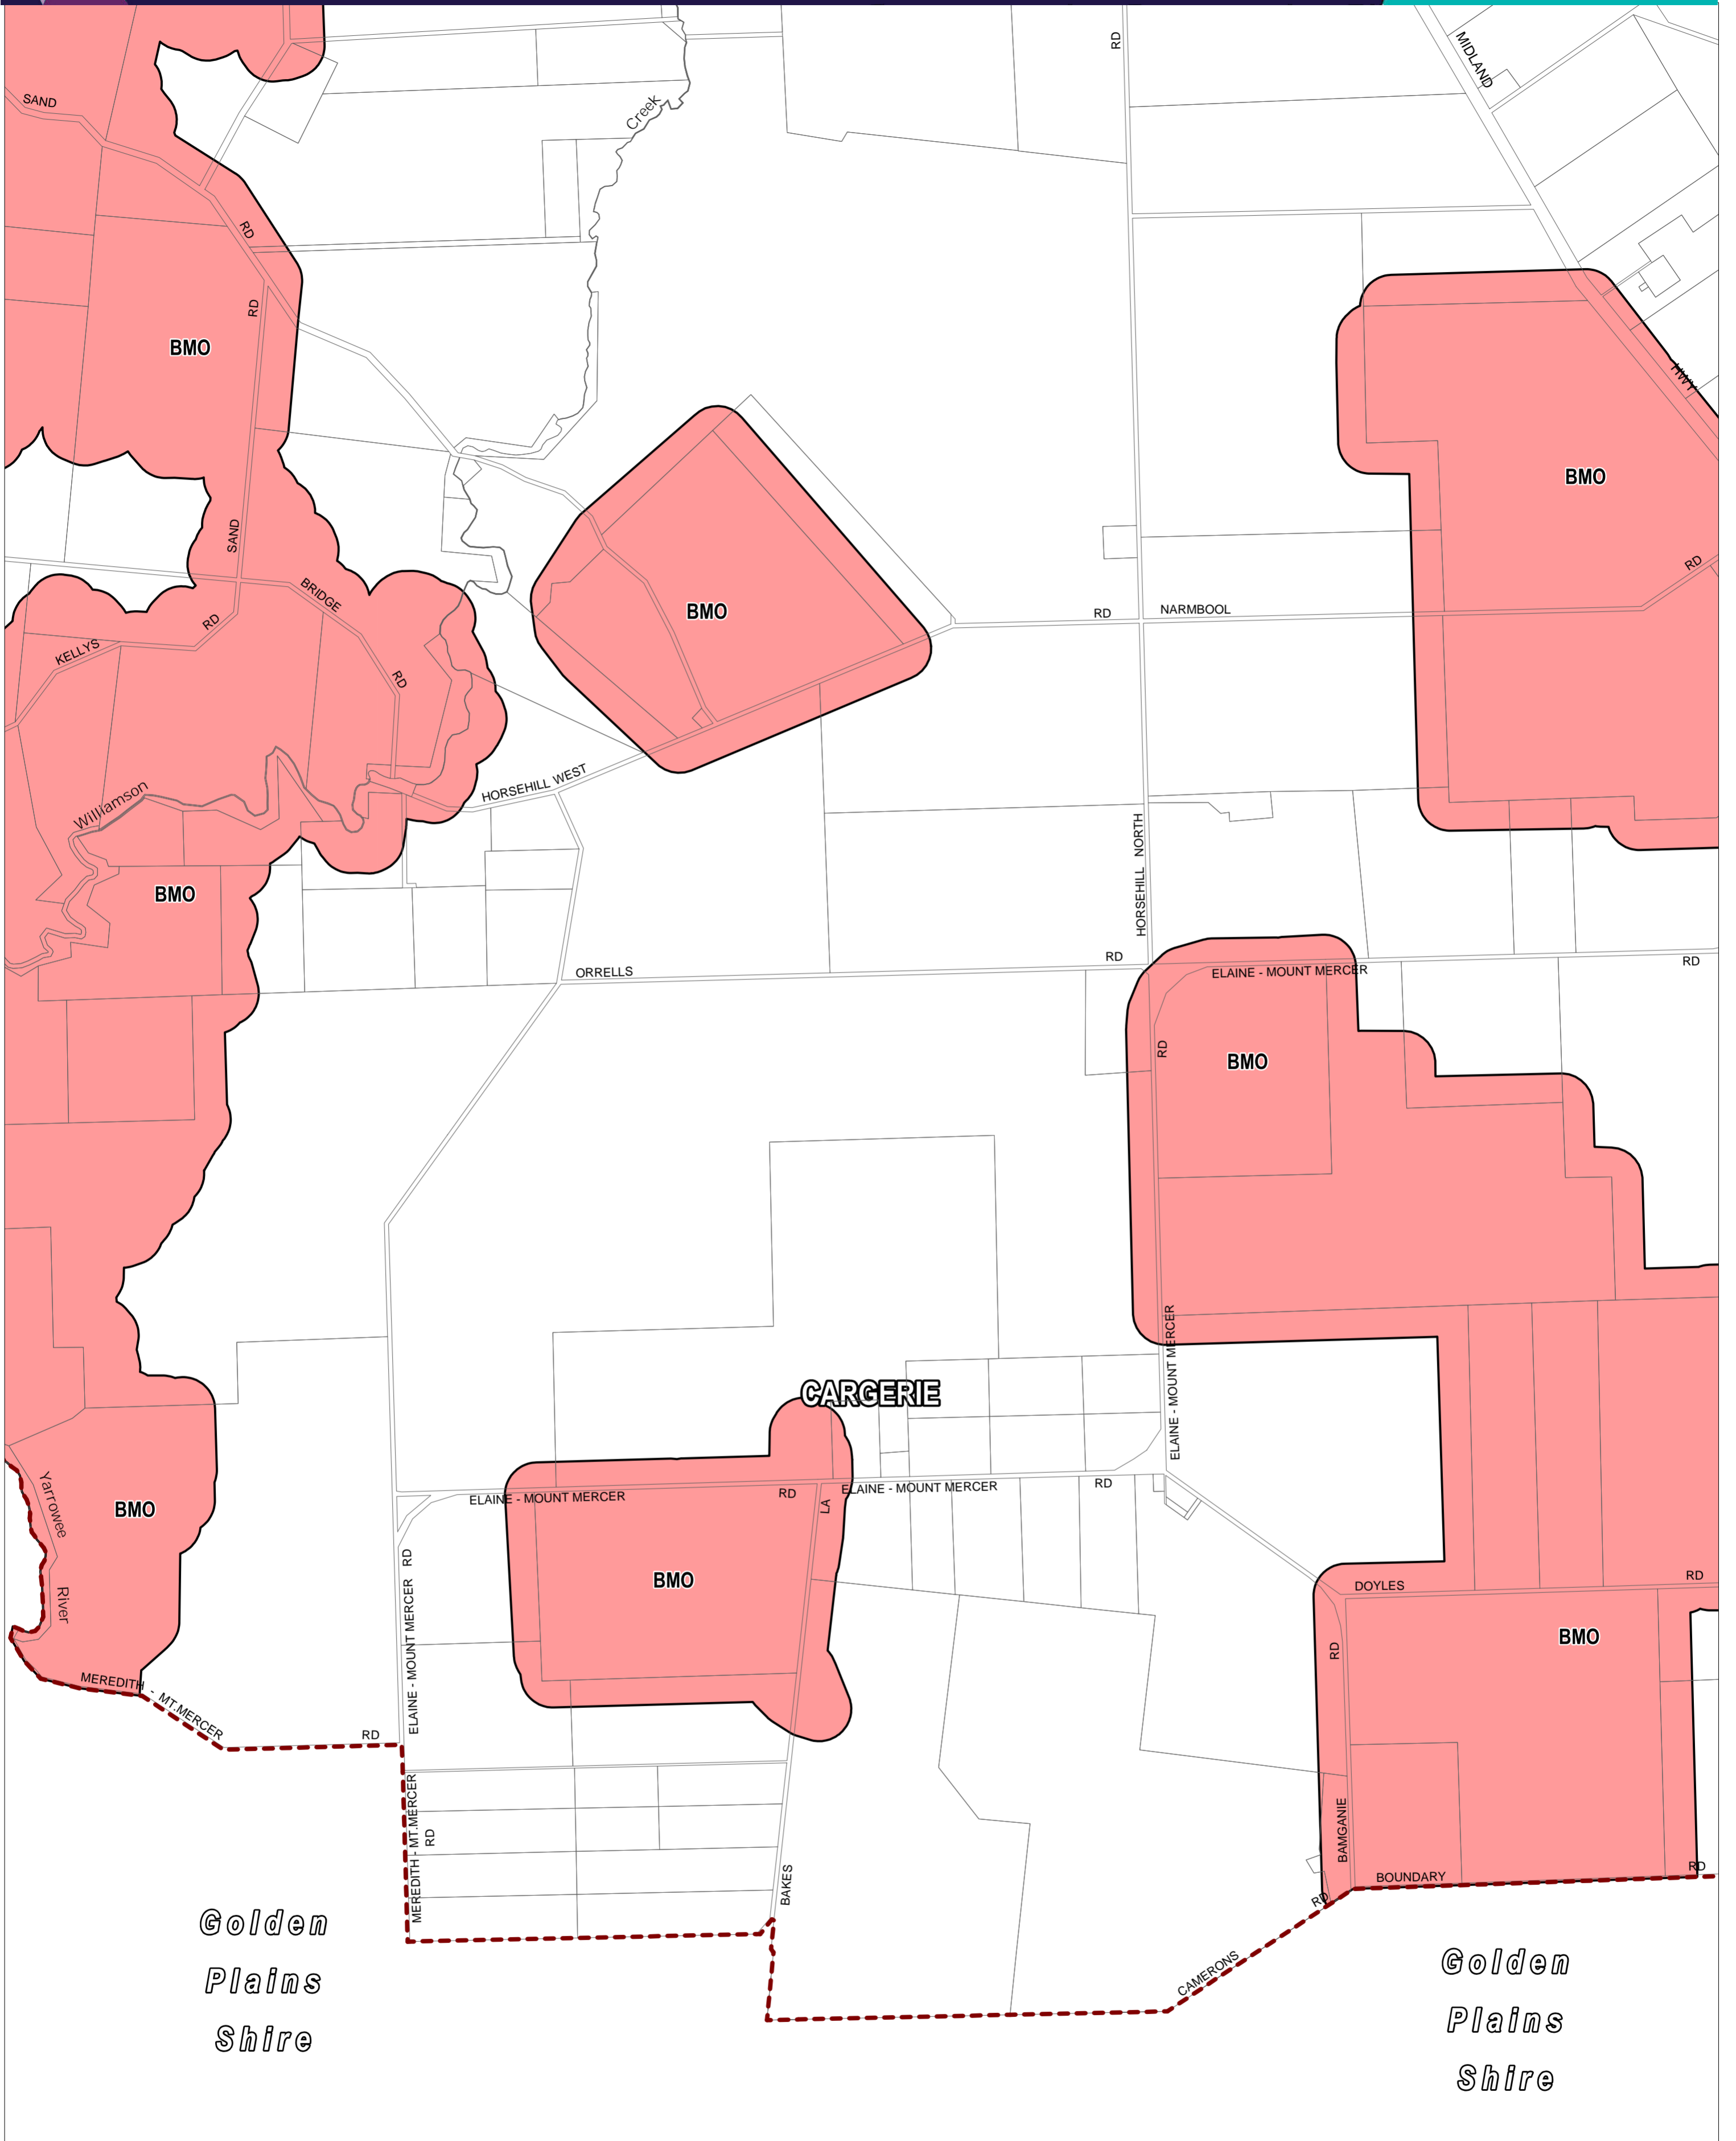 RD
MIDLAND
SAND
Creek
RD
RD
BMO
HWY
BMO
SAND
BRIDGE
RD
BMO
RD
NARMBOOL
RD
KELLYS
RD
HORSEHILL WEST
Williamson
HORSEHILL NORTH
BMO
RD
ORRELLS
RD
ELAINE - MOUNT MERCER
RD
BMO
ELAINE - MOUNT MERCER
CARGERIE
ELAINE - MOUNT MERCER
RD
ELAINE - MOUNT MERCER
RD
LA
Yarrowee
River
BMO
ELAINE - MOUNT MERCER RD
BMO
DOYLES
RD
BMO
RD
MEREDITH - MT.MERCER
RD
MEREDITH - MT.MERCER
RD
BAMGANIE
BAKES
BOUNDARY
RD
RD
CAMERONS
Golden
Plains
Shire
Golden
Plains
Shire